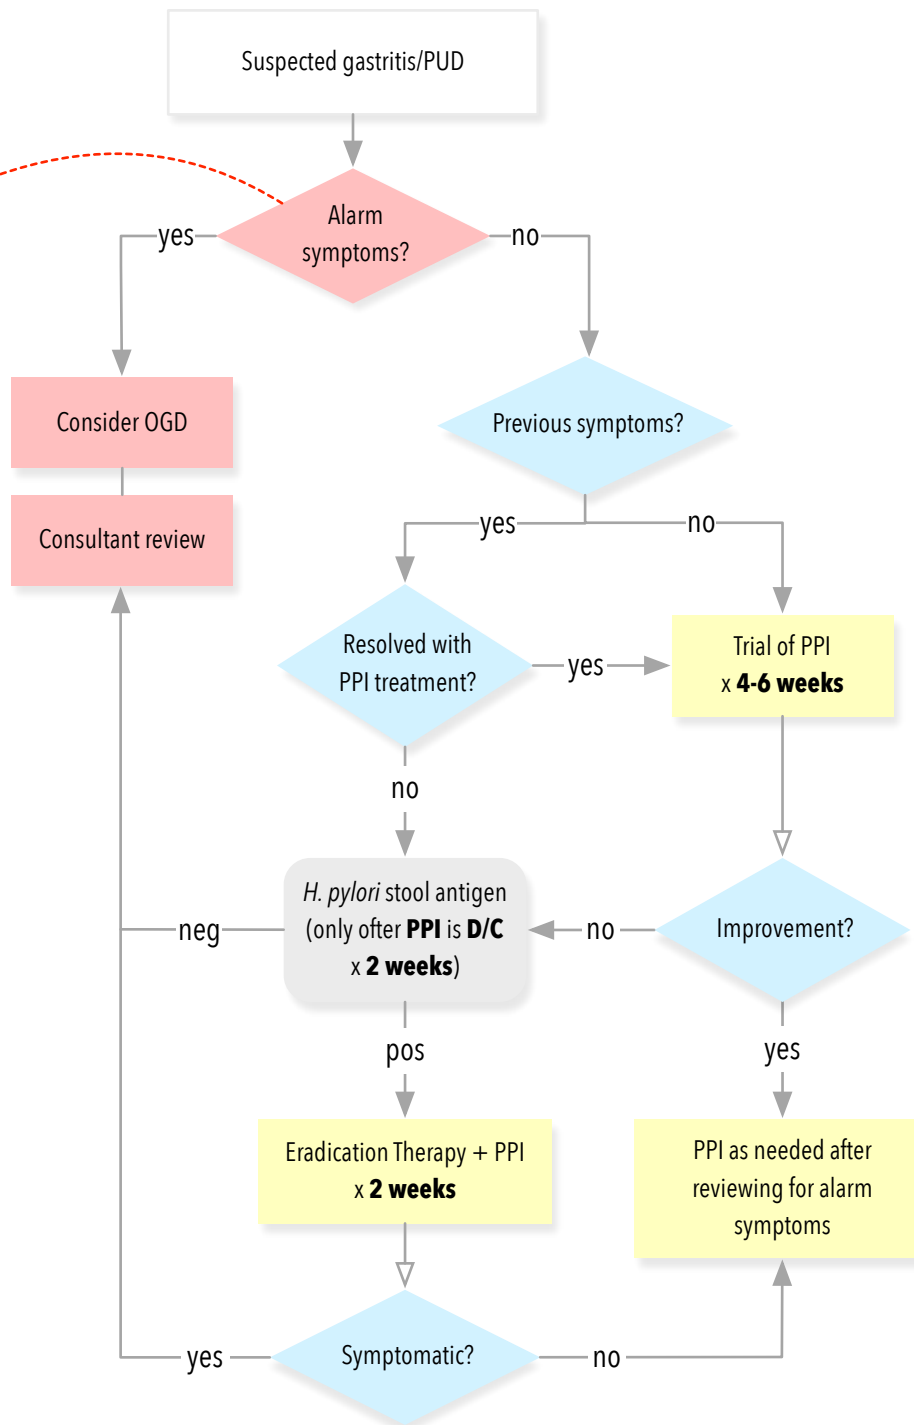 Suspected gastritis/PUD
Alarm
symptoms?
yes
no
Consider OGD
Consultant review
Previous symptoms?
yes
no
Resolved with
PPI treatment?
yes
Trial of PPI
x 4-6 weeks
no
H. pylori stool antigen
(only ofter PPI is D/C
x 2 weeks)
neg
no
Improvement?
pos
yes
Eradication Therapy + PPI
x 2 weeks
PPI as needed after
reviewing for alarm
symptoms
yes
Symptomatic?
no